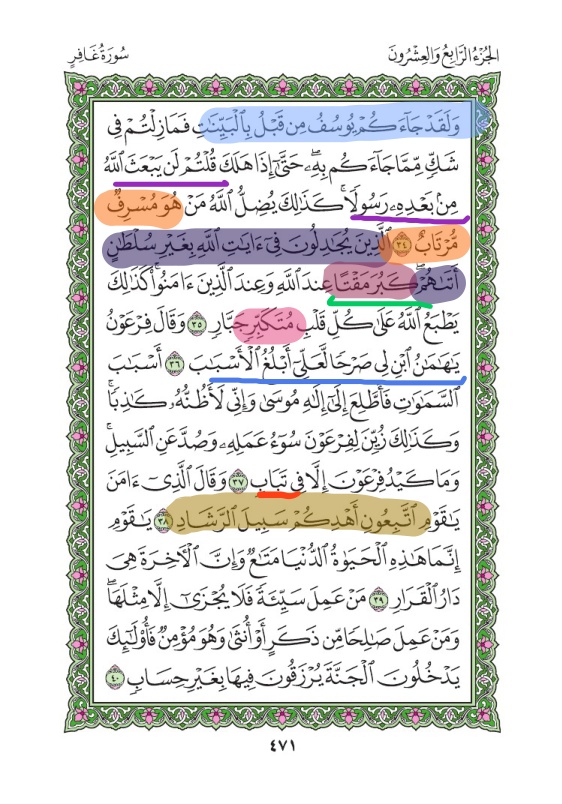 الجُزْءُ الرَّابِعُ وَالعِشْرُونَ سُورَةُ غَافِرٍ
وَلَقَدْ جَآءَكُمْ يُوسُفُ مِن قَبْلُ بِالْبَيِّنَٰتِ فَمَا زِلْتُمْ فِى
شَكٍّ مِّمَّا جَآءَكُم بِهِۦ حَتَّىٰٓ إِذَا هَلَكَ قُلْتُمْ لَن يَبْعَثَ ٱللَّهُ
مِنۢ بَعْدِهِۦ رَسُولًا ۚ كَذَٰلِكَ يُضِلُّ ٱللَّهُ مَنْ هُوَ مُسْرِفٌ
مُّرْتَابٌ ٣٤ ٱلَّذِينَ يُجَٰدِلُونَ فِىٓ ءَايَٰتِ ٱللَّهِ بِغَيْرِ سُلْطَٰنٍ
أَتَىٰهُمْ ۖ كَبُرَ مَقْتًا عِندَ ٱللَّهِ وَعِندَ ٱلَّذِينَ ءَامَنُوا۟ ۚ كَذَٰلِكَ
يَطْبَعُ ٱللَّهُ عَلَىٰ كُلِّ قَلْبِ مُتَكَبِّرٍ جَبَّارٍ ٣٥ وَقَالَ فِرْعَوْنُ
يَٰهَٰمَٰنُ ٱبْنِ لِى صَرْحًا لَّعَلِّىٓ أَبْلُغُ ٱلْأَسْبَٰبَ ٣٦ أَسْبَٰبَ
ٱلسَّمَٰوَٰتِ فَأَطَّلِعَ إِلَىٰٓ إِلَٰهِ مُوسَىٰ وَإِنِّى لَأَظُنُّهُۥ كَٰذِبًا ۚ
وَكَذَٰلِكَ زُيِّنَ لِفِرْعَوْنَ سُوٓءُ عَمَلِهِۦ وَصُدَّ عَنِ ٱلسَّبِيلِ ۚ
وَمَا كَيْدُ فِرْعَوْنَ إِلَّا فِى تَبَابٍ ٣٧ وَقَالَ ٱلَّذِىٓ ءَامَنَ
يَٰقَوْمِ ٱتَّبِعُونِ أَهْدِكُمْ سَبِيلَ ٱلرَّشَادِ ٣٨ يَٰقَوْمِ
إِنَّمَا هَٰذِهِ ٱلْحَيَوٰةُ ٱلدُّنْيَا مَتَٰعٌ وَإِنَّ ٱلْءَاخِرَةَ هِىَ
دَارُ ٱلْقَرَارِ ٣٩ مَنْ عَمِلَ سَيِّئَةً فَلَا يُجْزَىٰٓ إِلَّا مِثْلَهَا ۖ
وَمَنْ عَمِلَ صَٰلِحًا مِّن ذَكَرٍ أَوْ أُنثَىٰ وَهُوَ مُؤْمِنٌ فَأُو۟لَٰٓئِكَ
يَدْخُلُونَ ٱلْجَنَّةَ يُرْزَقُونَ فِيهَا بِغَيْرِ حِسَابٍ ٤٠
٤٧١